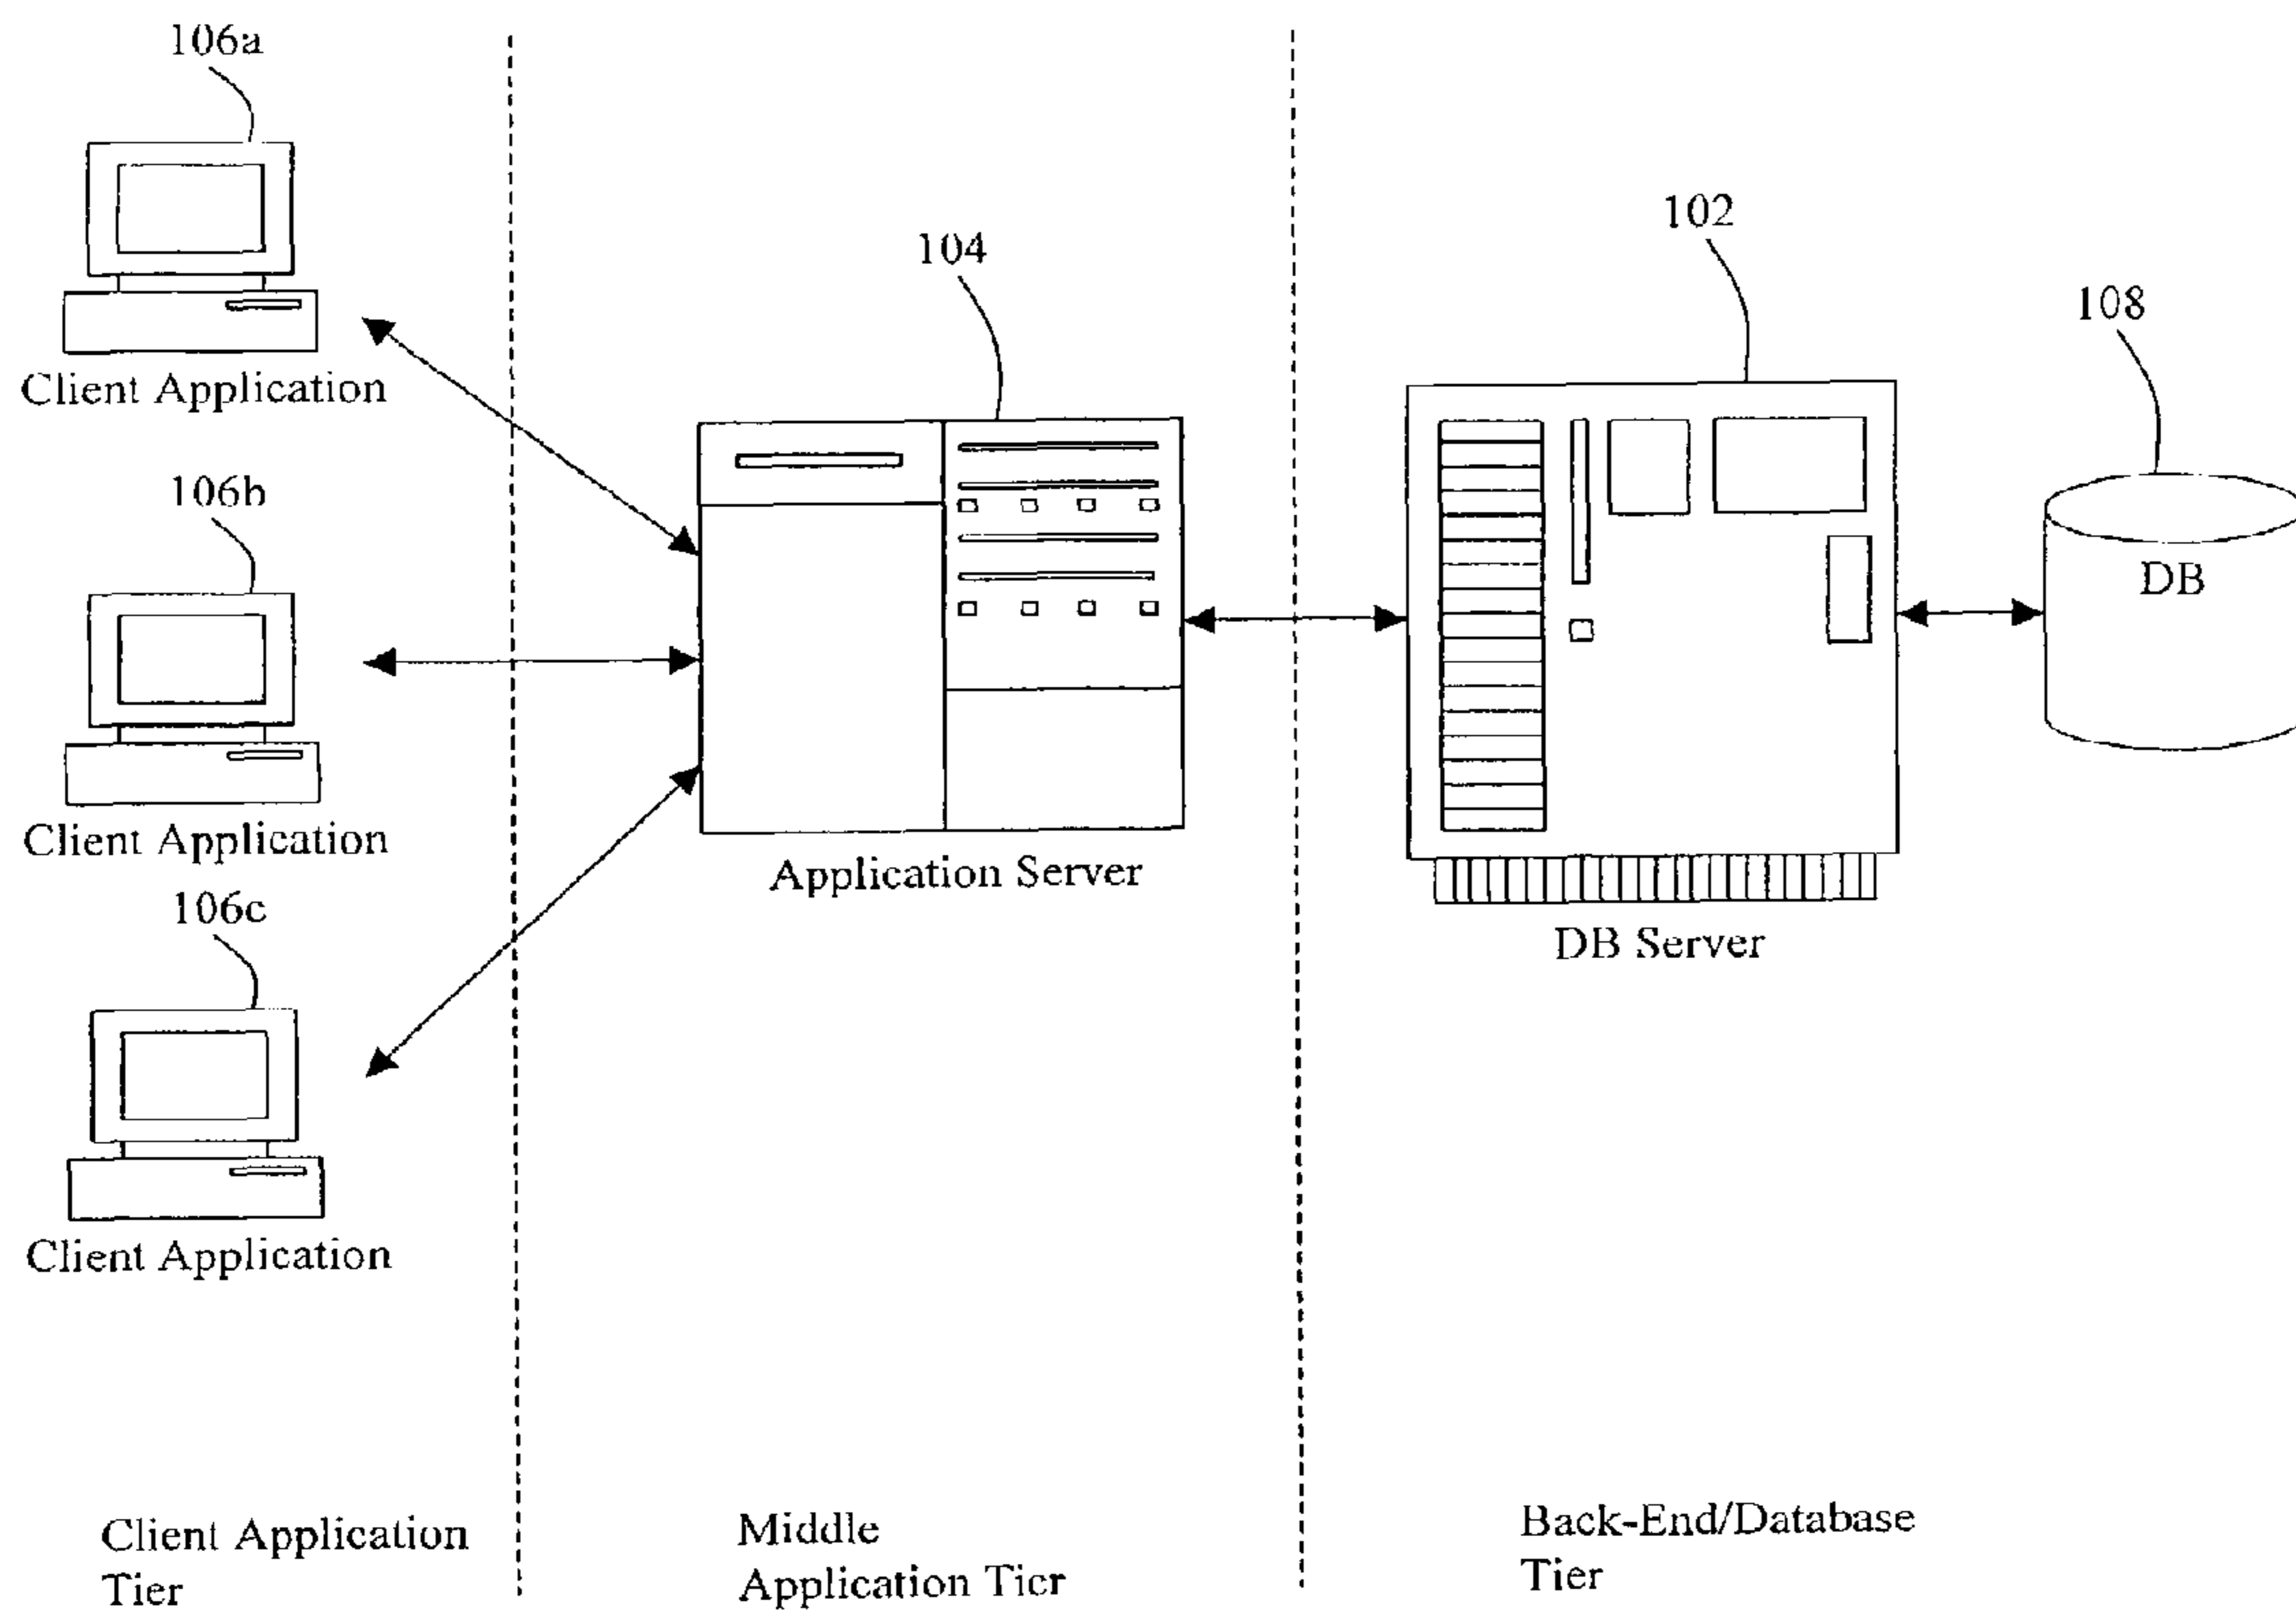 106a
Client Application
106b
Client Application
106c
Client Application
104
Application Server
102
DB Server
108
DB
Client Application
Tier
Middle
Application Tier
Back-End/Database
Tier